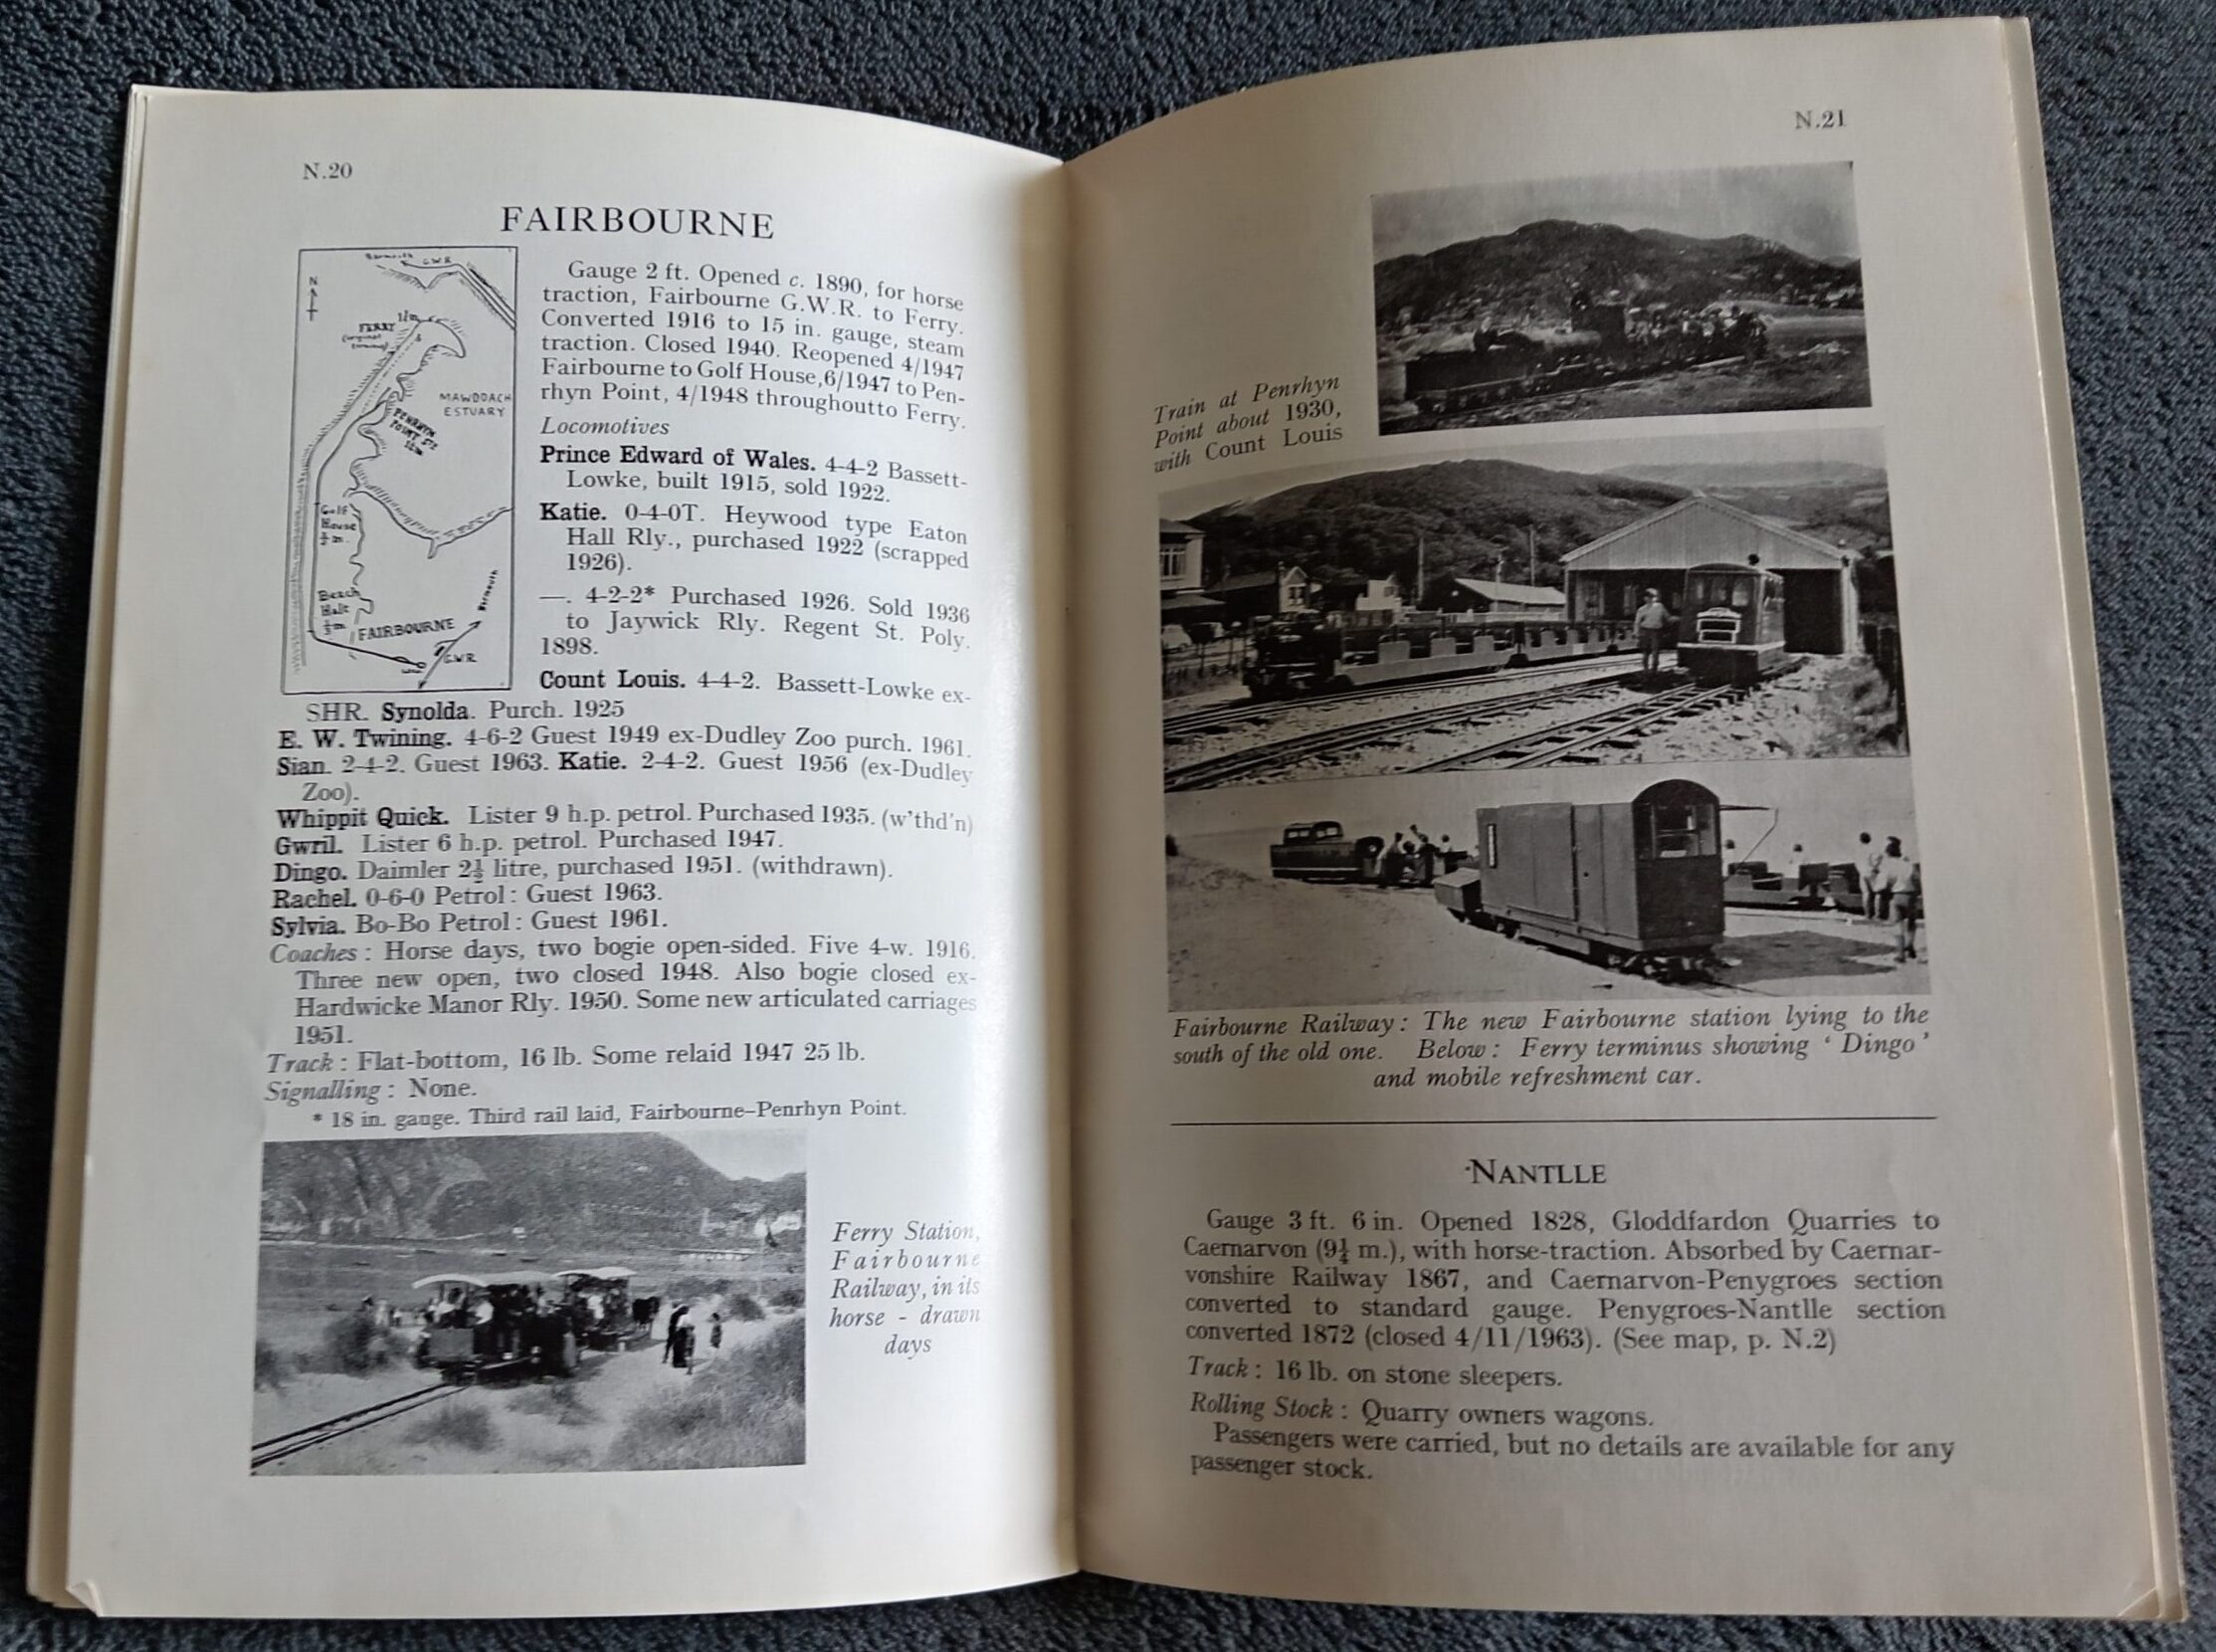 N.20
FAIRBOURNE
Barmouth G.W.R.
N
FERRY 1¾m
MAWDDACH
ESTUARY
PENRHYN
POINT STN
Golf
House
Beach
Halt
FAIRBOURNE
Barmouth
G.W.R
Gauge 2 ft. Opened c. 1890, for horse
traction, Fairbourne G.W.R. to Ferry.
Converted 1916 to 15 in. gauge, steam
traction. Closed 1940. Reopened 4/1947
Fairbourne to Golf House,6/1947 to Pen-
rhyn Point, 4/1948 throughoutto Ferry.
Locomotives
Prince Edward of Wales. 4-4-2 Bassett-
Lowke, built 1915, sold 1922.
Katie. 0-4-0T. Heywood type Eaton
Hall Rly., purchased 1922 (scrapped
1926).
—. 4-2-2* Purchased 1926. Sold 1936
to Jaywick Rly. Regent St. Poly.
1898.
Count Louis. 4-4-2. Bassett-Lowke ex-
SHR. Synolda. Purch. 1925
E. W. Twining. 4-6-2 Guest 1949 ex-Dudley Zoo purch. 1961.
Sian. 2-4-2. Guest 1963. Katie. 2-4-2. Guest 1956 (ex-Dudley
Zoo).
Whippit Quick. Lister 9 h.p. petrol. Purchased 1935. (w'thd'n)
Gwril. Lister 6 h.p. petrol. Purchased 1947.
Dingo. Daimler 2½ litre, purchased 1951. (withdrawn).
Rachel. 0-6-0 Petrol: Guest 1963.
Sylvia. Bo-Bo Petrol: Guest 1961.
Coaches: Horse days, two bogie open-sided. Five 4-w. 1916.
Three new open, two closed 1948. Also bogie closed ex-
Hardwicke Manor Rly. 1950. Some new articulated carriages
1951.
Track: Flat-bottom, 16 lb. Some relaid 1947 25 lb.
Signalling: None.
* 18 in. gauge. Third rail laid, Fairbourne–Penrhyn Point.
Ferry Station,
Fairbourne
Railway, in its
horse - drawn
days
N.21
Train at Penrhyn
Point about 1930,
with Count Louis
Fairbourne Railway: The new Fairbourne station lying to the
south of the old one. Below: Ferry terminus showing ' Dingo '
and mobile refreshment car.
NANTLLE
Gauge 3 ft. 6 in. Opened 1828, Gloddfardon Quarries to
Caernarvon (9¼ m.), with horse-traction. Absorbed by Caernar-
vonshire Railway 1867, and Caernarvon-Penygroes section
converted to standard gauge. Penygroes-Nantlle section
converted 1872 (closed 4/11/1963). (See map, p. N.2)
Track: 16 lb. on stone sleepers.
Rolling Stock: Quarry owners wagons.
Passengers were carried, but no details are available for any
passenger stock.